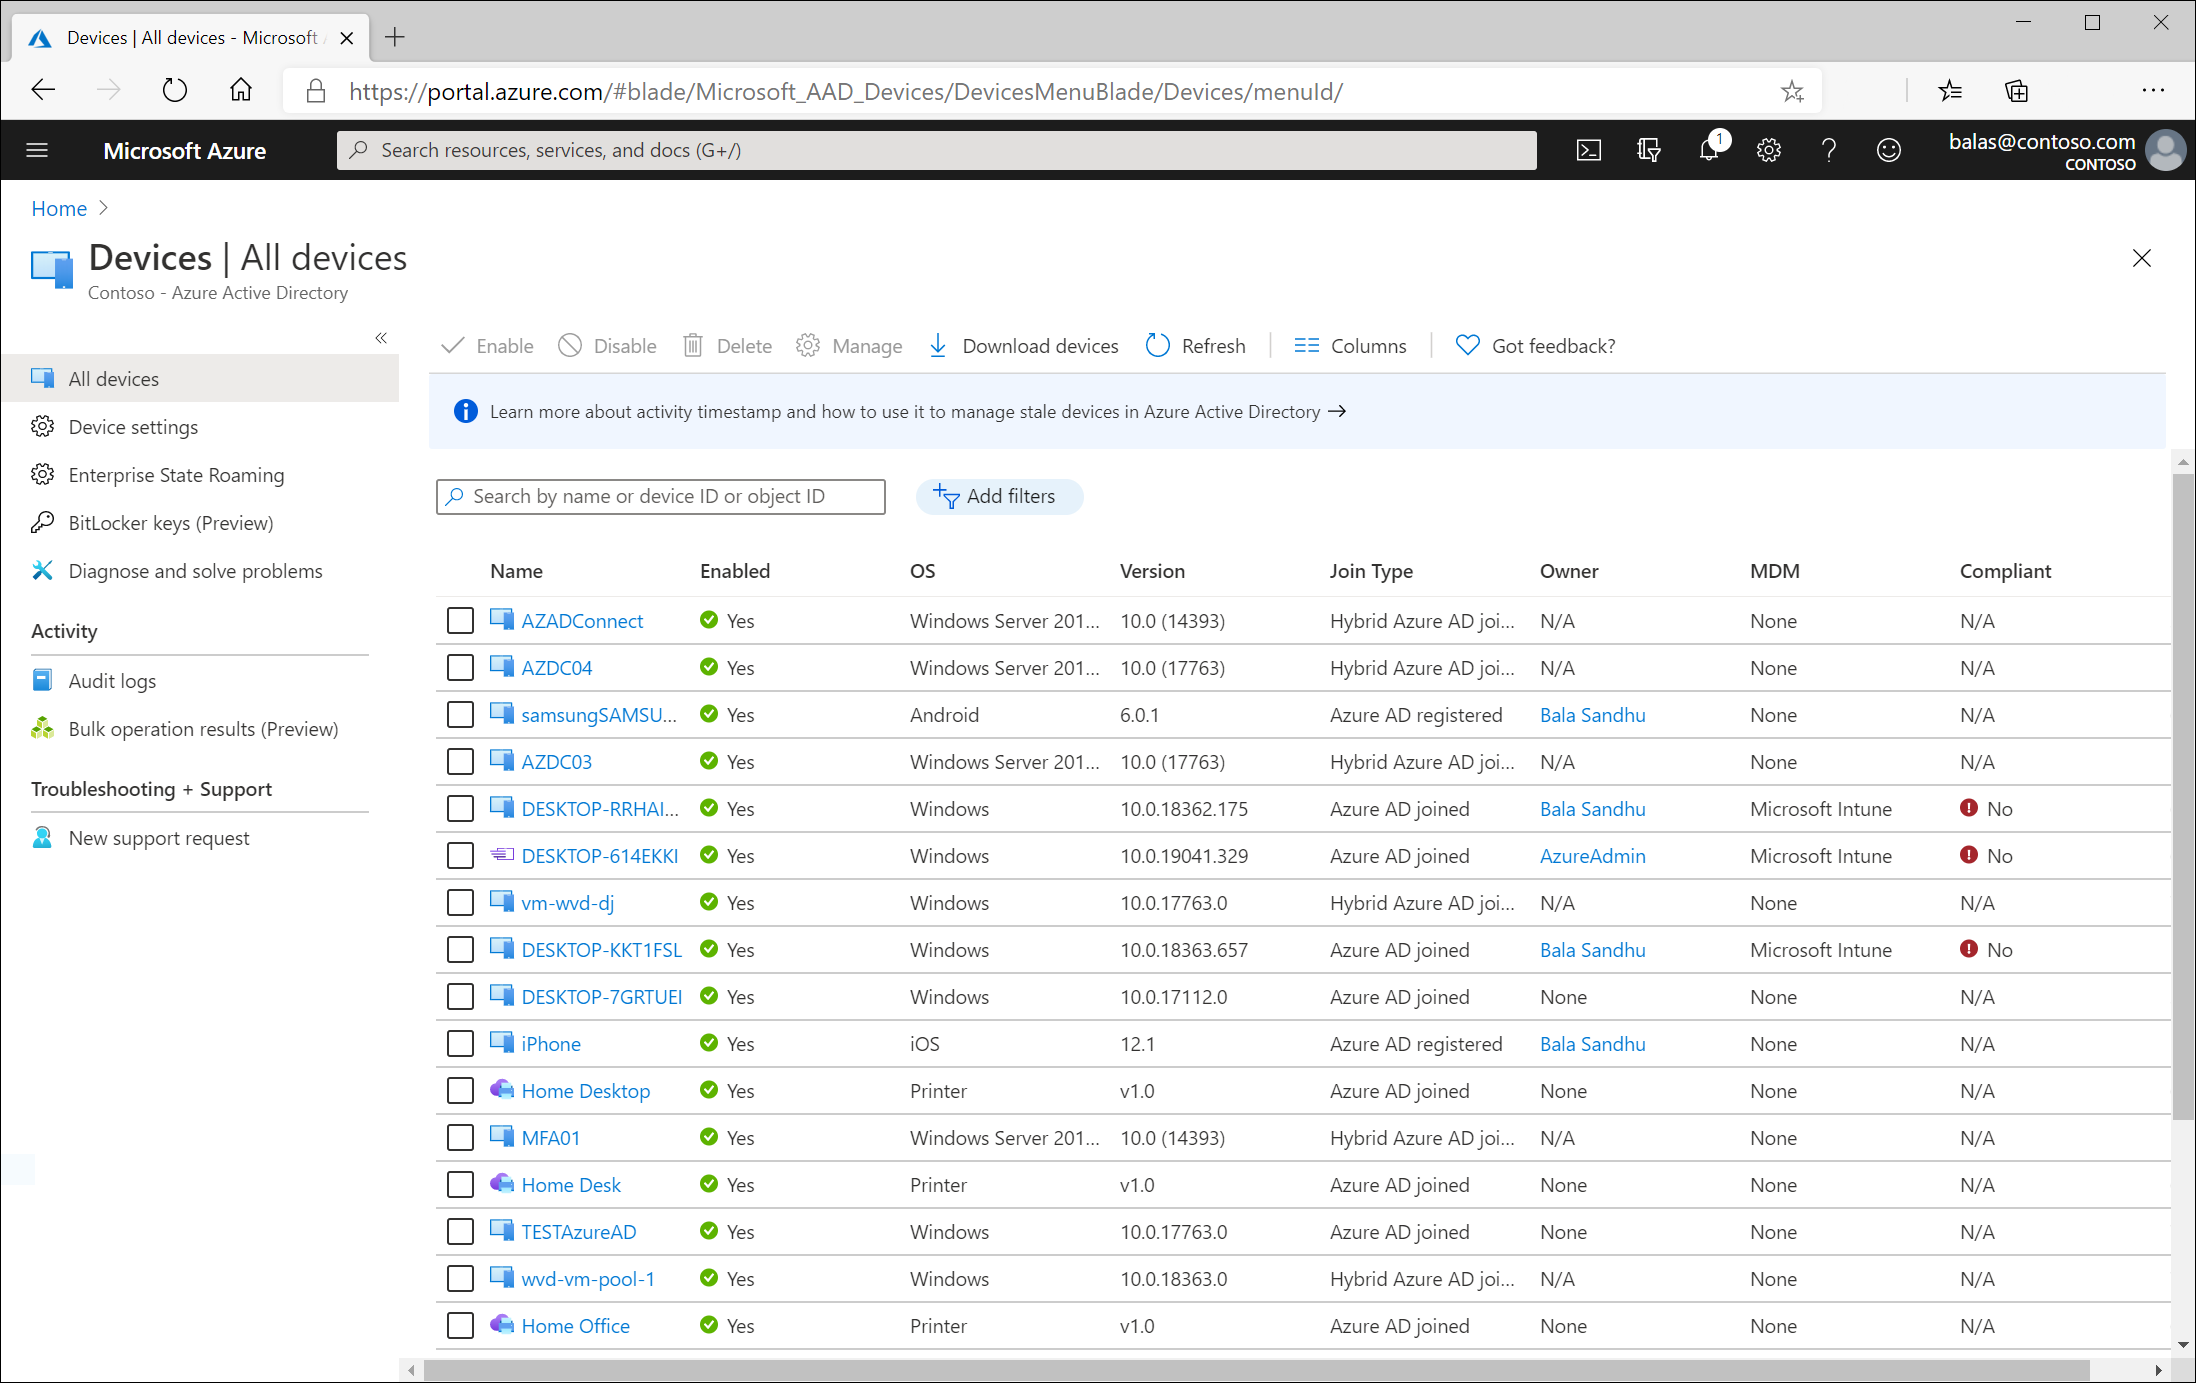 Devices | All devices - Microsoft
https://portal.azure.com/#blade/Microsoft_AAD_Devices/DevicesMenuBlade/Devices/menuId/
Microsoft Azure
Search resources, services, and docs (G+/)
1
balas@contoso.com
CONTOSO
Home
Devices | All devices
Contoso - Azure Active Directory
All devices
Device settings
Enterprise State Roaming
BitLocker keys (Preview)
Diagnose and solve problems
Activity
Audit logs
Bulk operation results (Preview)
Troubleshooting + Support
New support request
Enable Disable Delete Manage Download devices Refresh Columns Got feedback?
Learn more about activity timestamp and how to use it to manage stale devices in Azure Active Directory →
Search by name or device ID or object ID
Add filters
Name Enabled OS Version Join Type Owner MDM Compliant
AZADConnect Yes Windows Server 201... 10.0 (14393) Hybrid Azure AD joi... N/A None N/A
AZDC04 Yes Windows Server 201... 10.0 (17763) Hybrid Azure AD joi... N/A None N/A
samsungSAMSU... Yes Android 6.0.1 Azure AD registered Bala Sandhu None N/A
AZDC03 Yes Windows Server 201... 10.0 (17763) Hybrid Azure AD joi... N/A None N/A
DESKTOP-RRHAI... Yes Windows 10.0.18362.175 Azure AD joined Bala Sandhu Microsoft Intune No
DESKTOP-614EKKI Yes Windows 10.0.19041.329 Azure AD joined AzureAdmin Microsoft Intune No
vm-wvd-dj Yes Windows 10.0.17763.0 Hybrid Azure AD joi... N/A None N/A
DESKTOP-KKT1FSL Yes Windows 10.0.18363.657 Azure AD joined Bala Sandhu Microsoft Intune No
DESKTOP-7GRTUEI Yes Windows 10.0.17112.0 Azure AD joined None None N/A
iPhone Yes iOS 12.1 Azure AD registered Bala Sandhu None N/A
Home Desktop Yes Printer v1.0 Azure AD joined None None N/A
MFA01 Yes Windows Server 201... 10.0 (14393) Hybrid Azure AD joi... N/A None N/A
Home Desk Yes Printer v1.0 Azure AD joined None None N/A
TESTAzureAD Yes Windows 10.0.17763.0 Azure AD joined None None N/A
wvd-vm-pool-1 Yes Windows 10.0.18363.0 Hybrid Azure AD joi... N/A None N/A
Home Office Yes Printer v1.0 Azure AD joined None None N/A